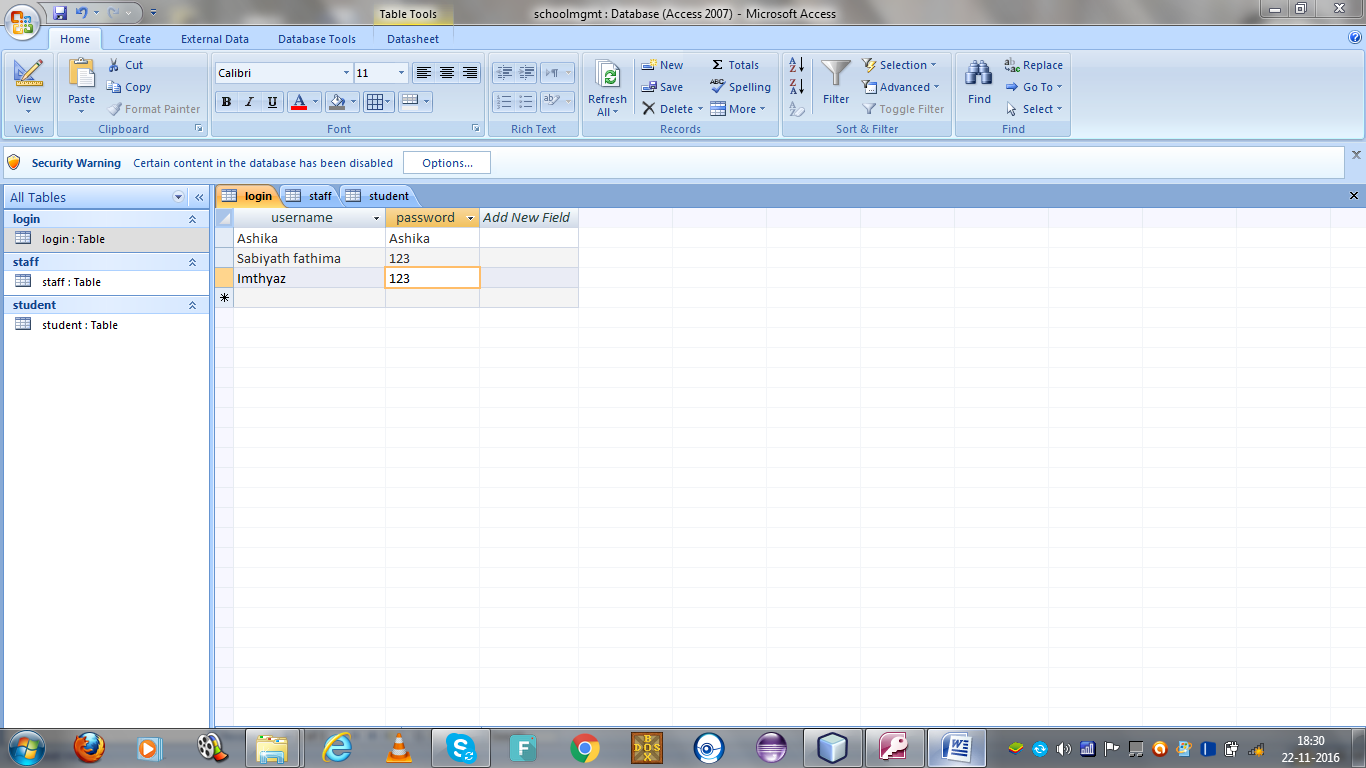 Table Tools schoolmgmt : Database (Access 2007) - Microsoft Access
Home Create External Data Database Tools Datasheet
View
Views
Paste
Cut
Copy
Format Painter
Clipboard
Calibri 11
B I U A
Font
Rich Text
Refresh All
New
Save
Delete
Totals
Spelling
More
Records
Filter
Selection
Advanced
Toggle Filter
Sort & Filter
Find
Replace
Go To
Select
Find
Security Warning Certain content in the database has been disabled Options...
All Tables
login
login : Table
staff
staff : Table
student
student : Table
login staff student
username password Add New Field
Ashika Ashika
Sabiyath fathima 123
Imthyaz 123
18:30
22-11-2016